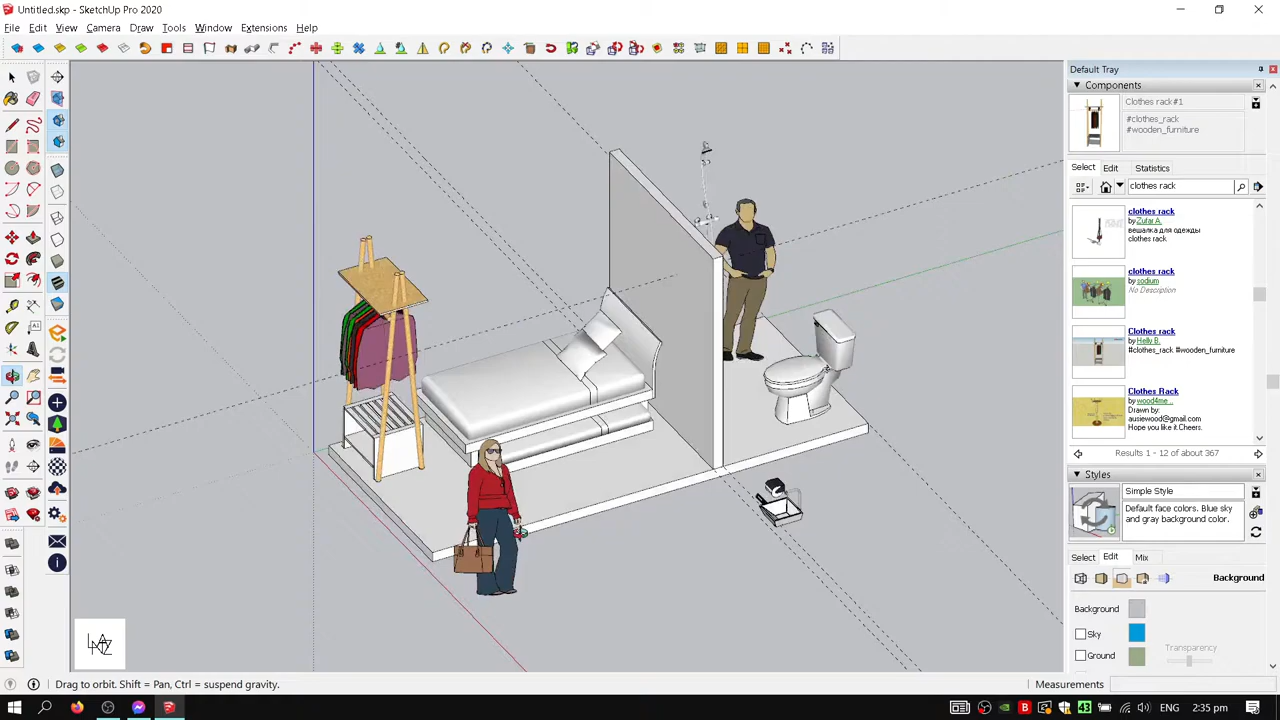 Untitled.skp - SketchUp Pro 2020
File Edit View Camera Draw Tools Window Extensions Help
Default Tray
Components
Clothes rack#1
#clothes_rack
#wooden_furniture
Select Edit Statistics
clothes rack
clothes rack
by Zufar A.
вешалка для одежды
clothes rack
clothes rack
by sodium
No Description
Clothes rack
by Helly B.
#clothes_rack #wooden_furniture
Clothes Rack
by wood4me ..
Drawn by:
ausiewood@gmail.com
Hope you like it.Cheers
Results 1 - 12 of about 367
Styles
Simple Style
Default face colors. Blue sky
and gray background color.
Select Edit Mix
Background
Background
Sky
Transparency
Ground
Drag to orbit. Shift = Pan, Ctrl = suspend gravity.
Measurements
43 ENG 2:35 pm